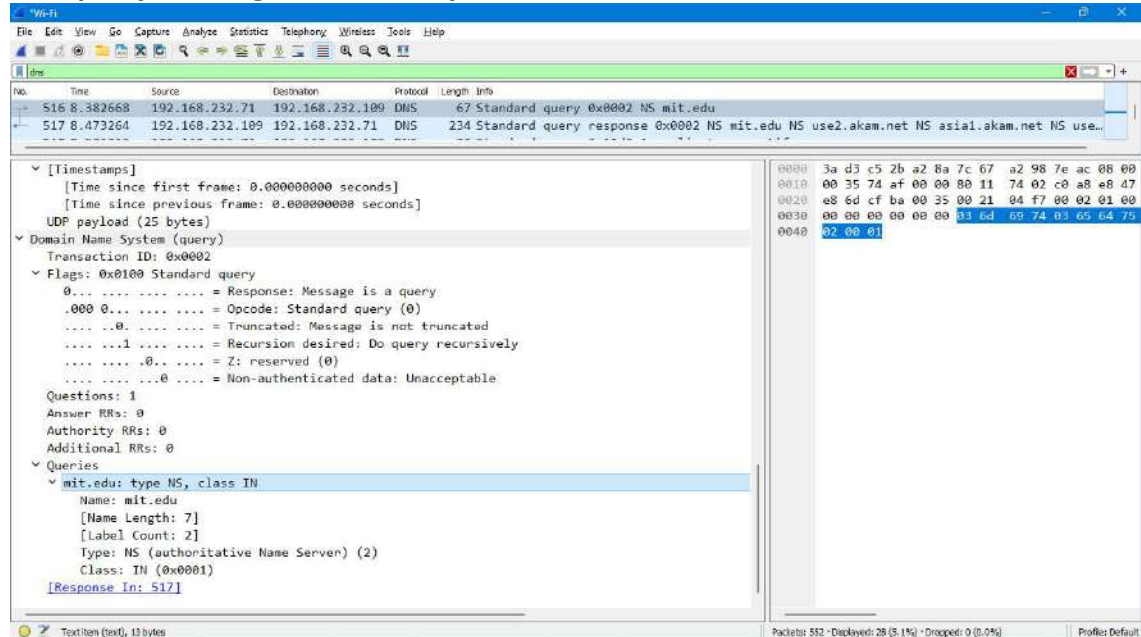 *Wi-Fi
File Edit View Go Capture Analyze Statistics Telephony Wireless Tools Help
dns
No. Time Source Destination Protocol Length Info
516 8.382668 192.168.232.71 192.168.232.109 DNS 67 Standard query 0x0002 NS mit.edu
517 8.473264 192.168.232.109 192.168.232.71 DNS 234 Standard query response 0x0002 NS mit.edu NS use2.akam.net NS asia1.akam.net NS use…
[Timestamps]
[Time since first frame: 0.000000000 seconds]
[Time since previous frame: 0.000000000 seconds]
UDP payload (25 bytes)
Domain Name System (query)
Transaction ID: 0x0002
Flags: 0x0100 Standard query
0... .... .... .... = Response: Message is a query
.000 0... .... .... = Opcode: Standard query (0)
.... ..0. .... .... = Truncated: Message is not truncated
.... ...1 .... .... = Recursion desired: Do query recursively
.... .... .0.. .... = Z: reserved (0)
.... .... ...0 .... = Non-authenticated data: Unacceptable
Questions: 1
Answer RRs: 0
Authority RRs: 0
Additional RRs: 0
Queries
mit.edu: type NS, class IN
Name: mit.edu
[Name Length: 7]
[Label Count: 2]
Type: NS (authoritative Name Server) (2)
Class: IN (0x0001)
[Response In: 517]
0000 3a d3 c5 2b a2 8a 7c 67 a2 98 7e ac 08 00
0010 00 35 74 af 00 00 80 11 74 02 c0 a8 e8 47
0020 e8 6d cf ba 00 35 00 21 04 f7 00 02 01 00
0030 00 00 00 00 00 00 03 6d 69 74 03 65 64 75
0040 02 00 01
Text item (text), 13 bytes
Packets: 552 · Displayed: 28 (5.1%) · Dropped: 0 (0.0%)
Profile: Default